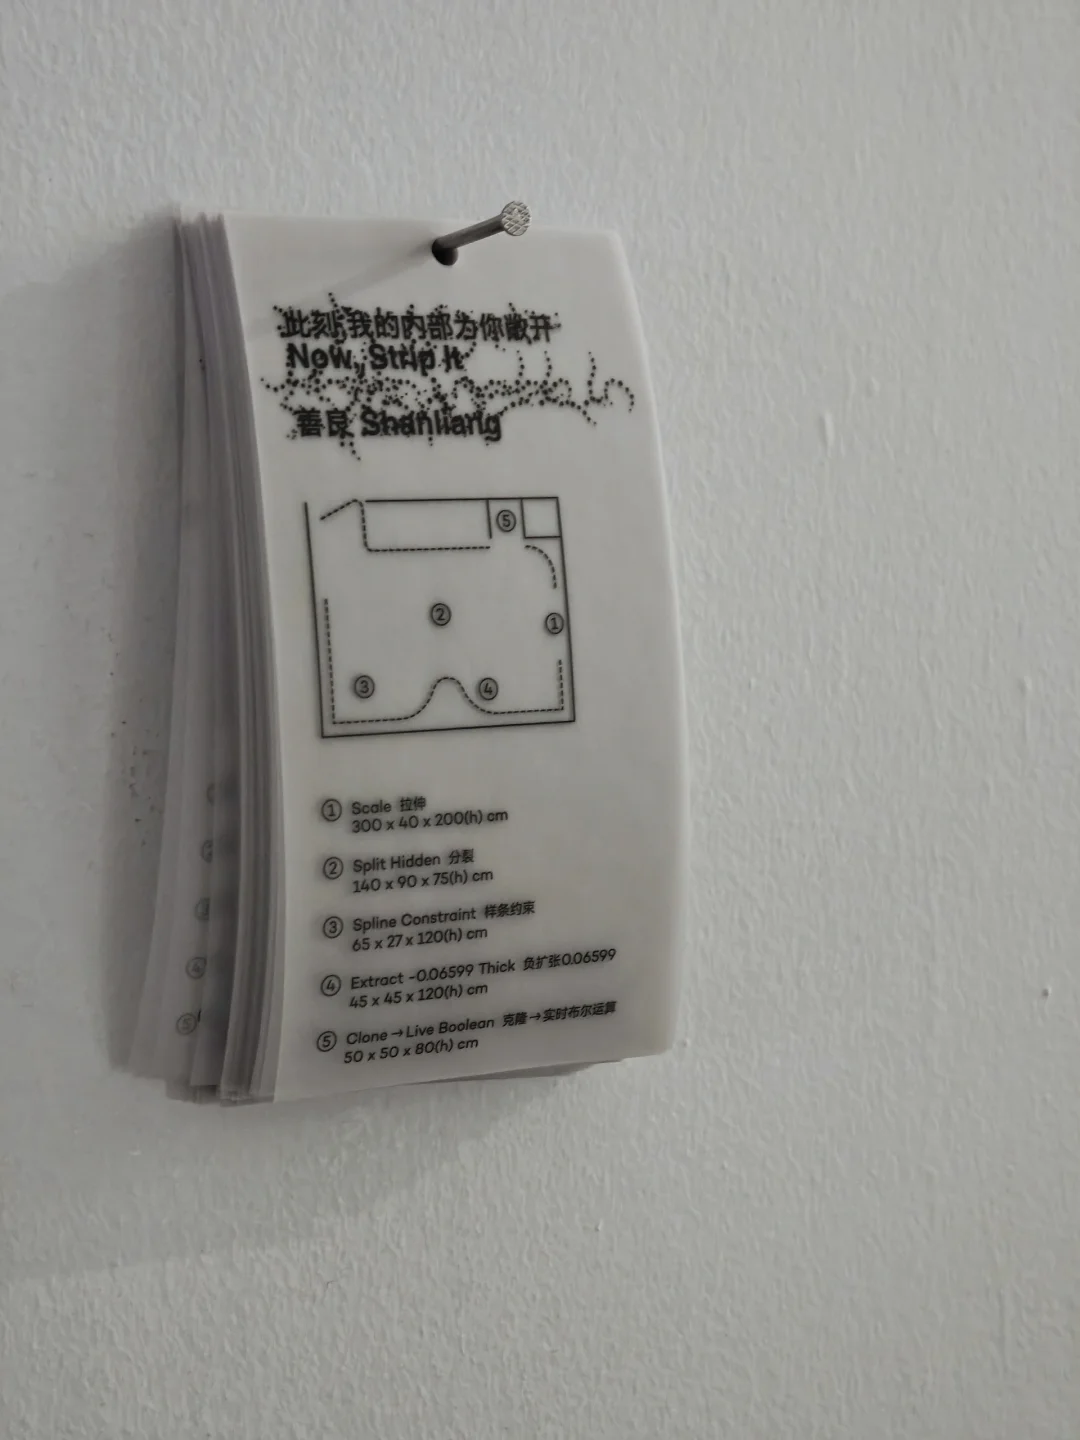 此刻,我的内部为你敞开
Now, Strip It
善良 Shanliang
⑤
②
①
③
④
① Scale 拉伸
300 x 40 x 200(h) cm
② Split Hidden 分裂
140 x 90 x 75(h) cm
③ Spline Constraint 样条约束
65 x 27 x 120(h) cm
④ Extract -0.06599 Thick 负扩张0.06599
45 x 45 x 120(h) cm
⑤ Clone→Live Boolean 克隆→实时布尔运算
50 x 50 x 80(h) cm
④
⑤